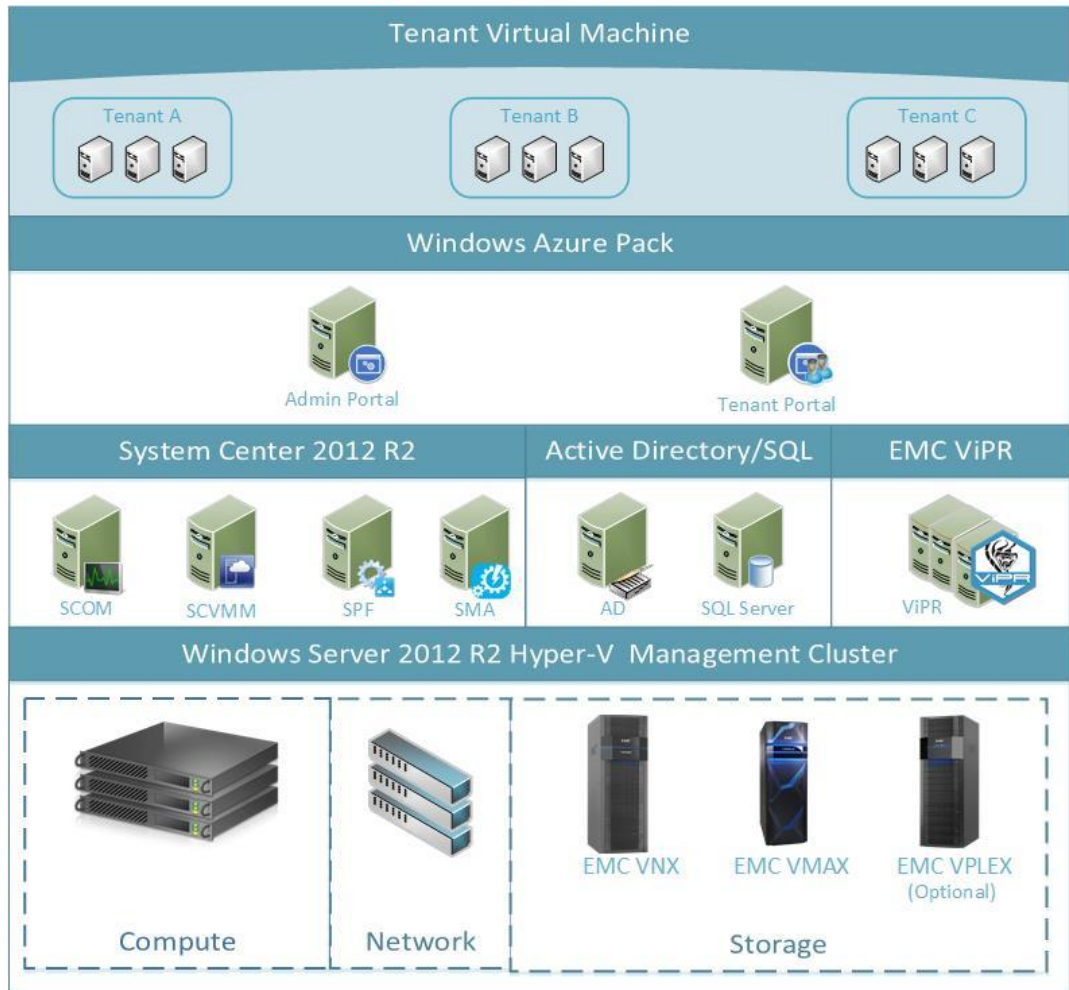 Tenant Virtual Machine
Tenant A
Tenant B
Tenant C
Windows Azure Pack
Admin Portal
Tenant Portal
System Center 2012 R2
Active Directory/SQL
EMC ViPR
SCOM
SCVMM
SPF
SMA
AD
SQL Server
ViPR
ViPR
Windows Server 2012 R2 Hyper-V Management Cluster
EMC VNX
EMC VMAX
EMC VPLEX
(Optional)
Compute
Network
Storage